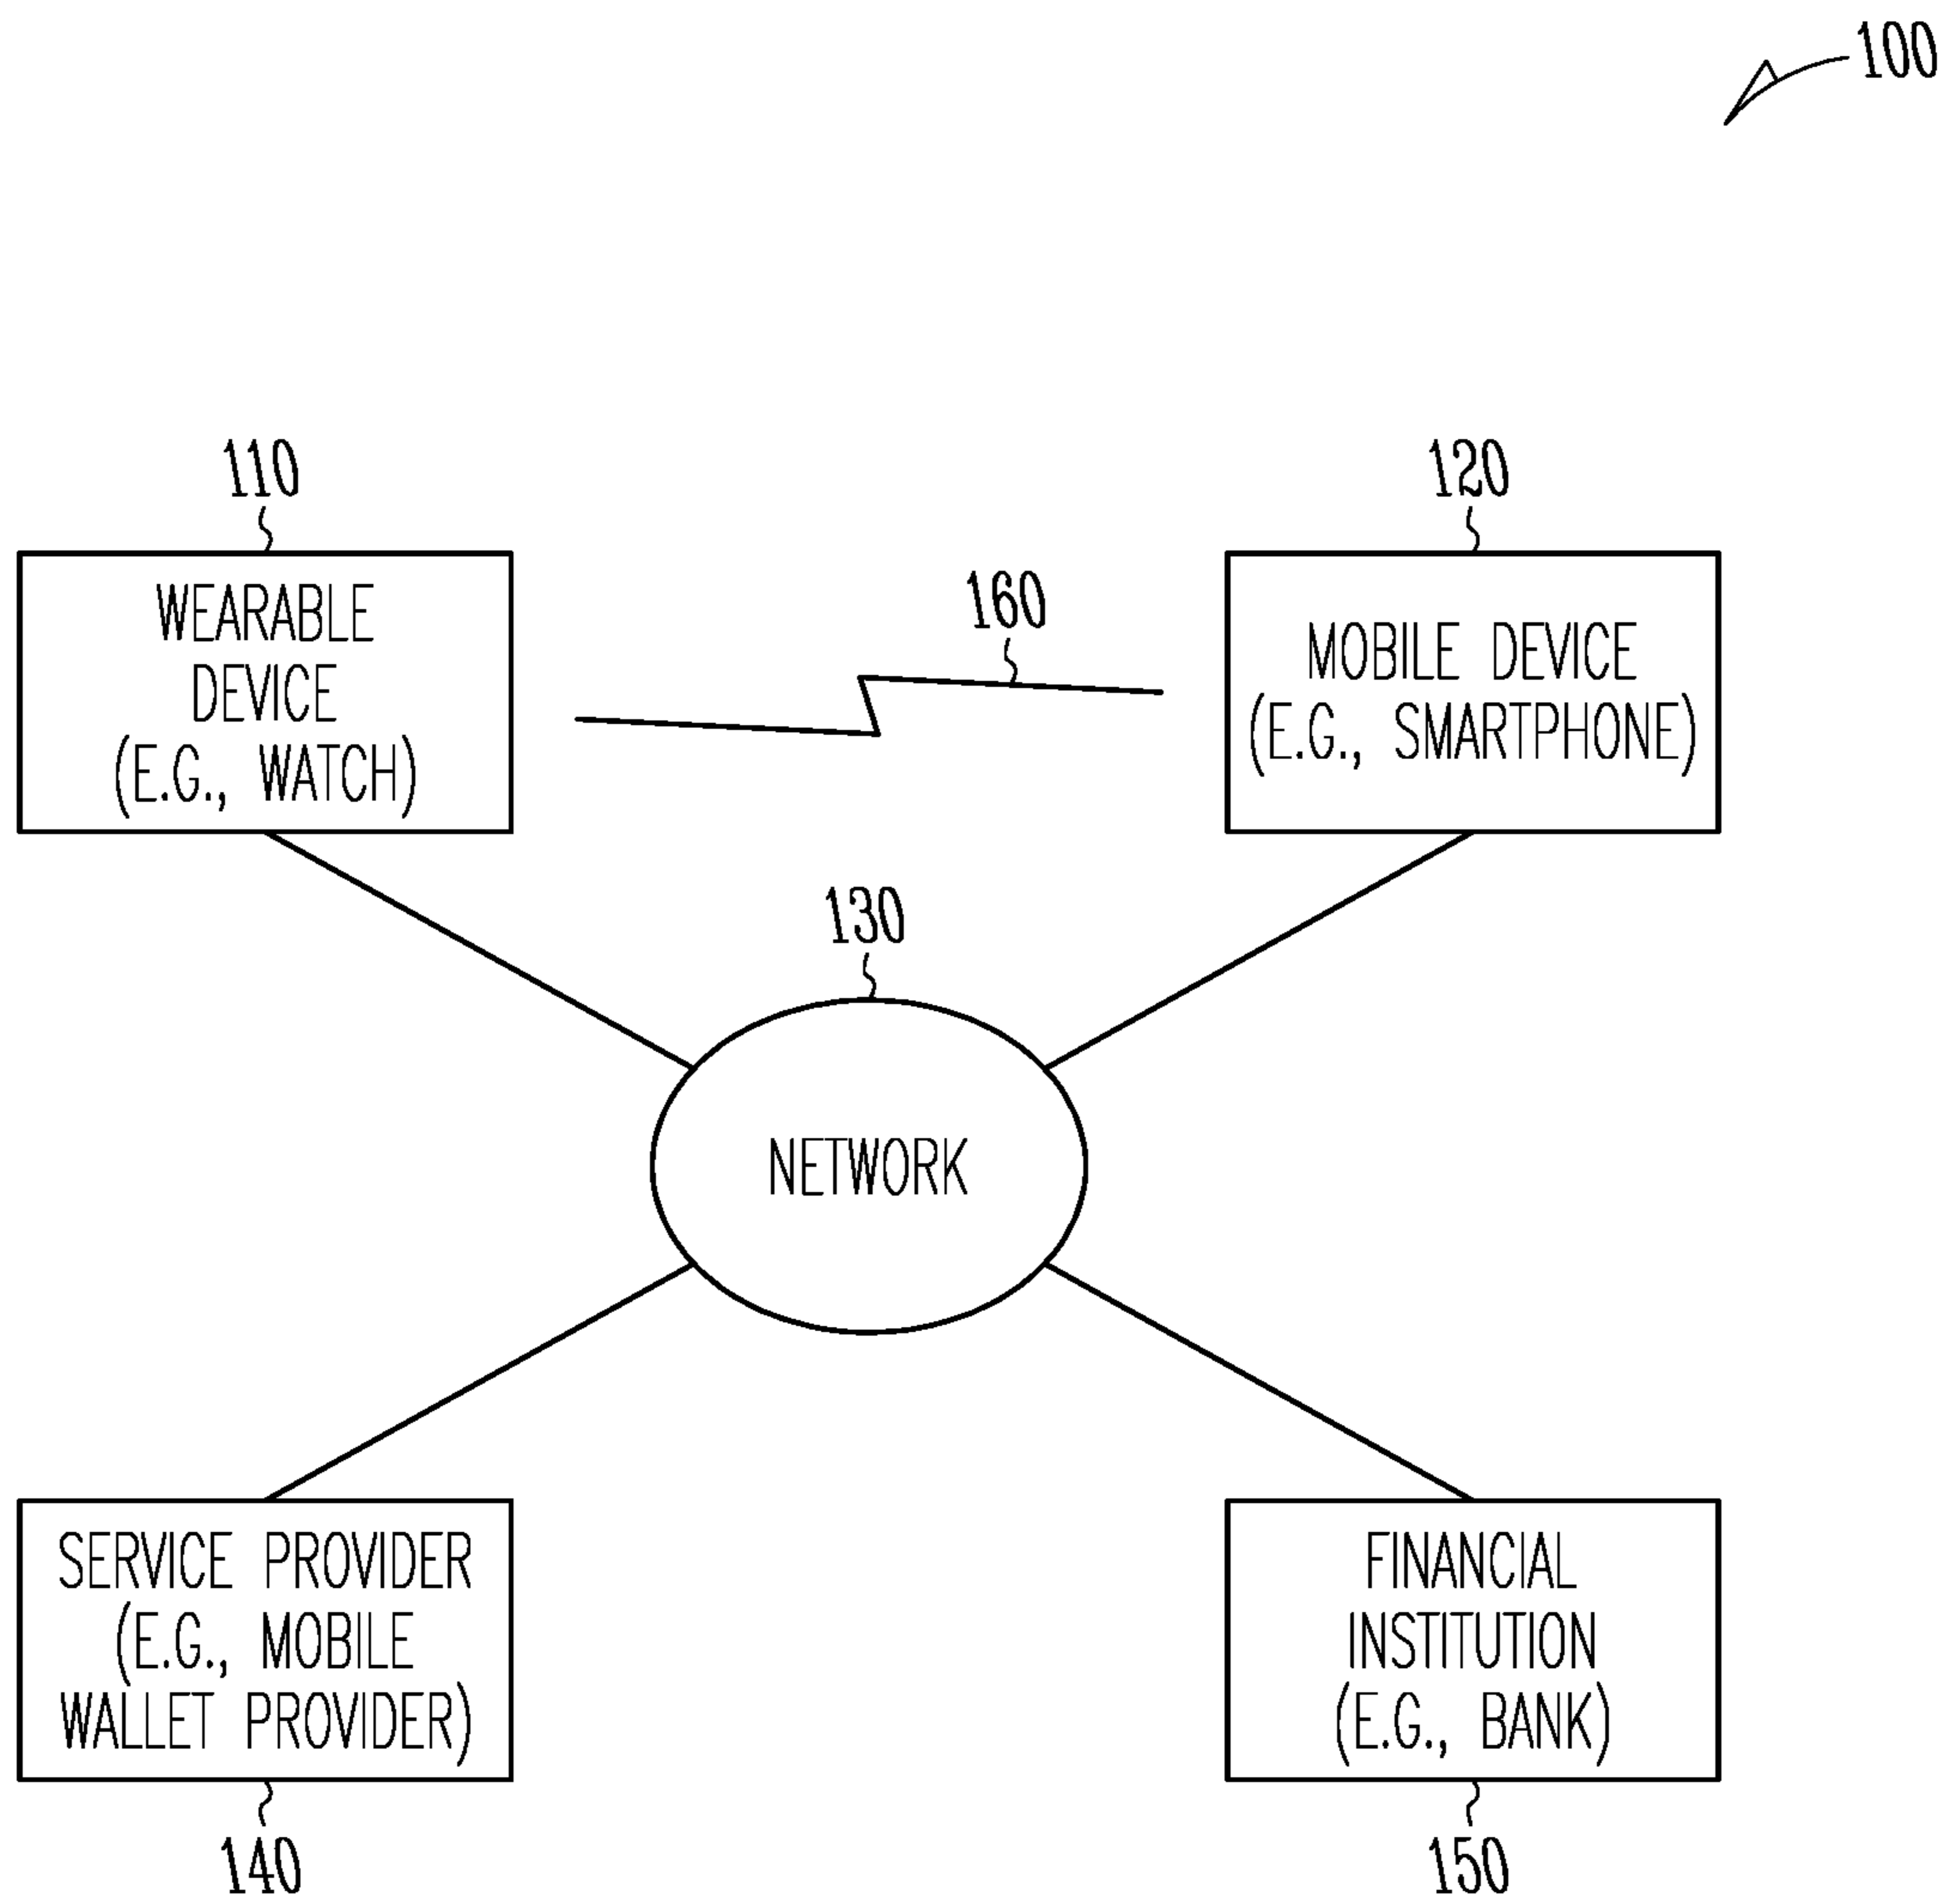 100
110
WEARABLE
DEVICE
(E.G., WATCH)
120
MOBILE DEVICE
(E.G., SMARTPHONE)
160
130
NETWORK
SERVICE PROVIDER
(E.G., MOBILE
WALLET PROVIDER)
140
FINANCIAL
INSTITUTION
(E.G., BANK)
150